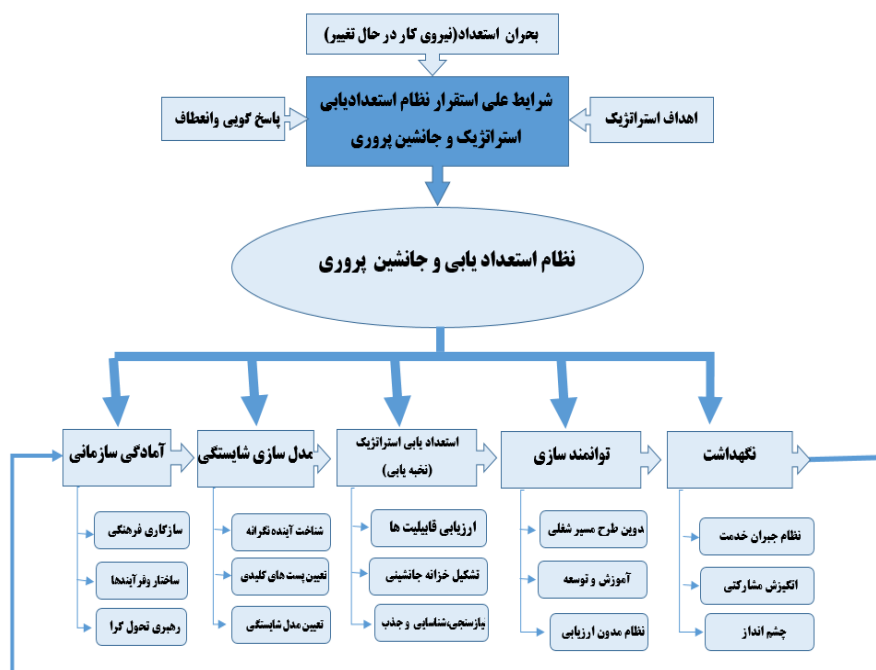 بحران استعداد(نیروی کار در حال تغییر)
شرایط علی استقرار نظام استعدادیابی
استراتژیک و جانشین پروری
اهداف استراتژیک
پاسخ گویی وانعطاف
نظام استعداد یابی و جانشین پروری
نگهداشت
توانمند سازی
استعداد یابی استراتژیک
(نخبه یابی)
مدل سازی شایستگی
آمادگی سازمانی
نظام جبران خدمت
انگیزش مشارکتی
چشم انداز
دوین طرح مسیر شغلی
آموزش و توسعه
نظام مدون ارزیابی
ارزیابی قابیلیت ها
تشکیل خزانه جانشینی
نیازسنجی،شناسایی و جذب
شناخت آینده نگرانه
تعیین پست های کلیدی
تعیین مدل شایستگی
سازگاری فرهنگی
ساختار وفرآیندها
رهبری تحول گرا